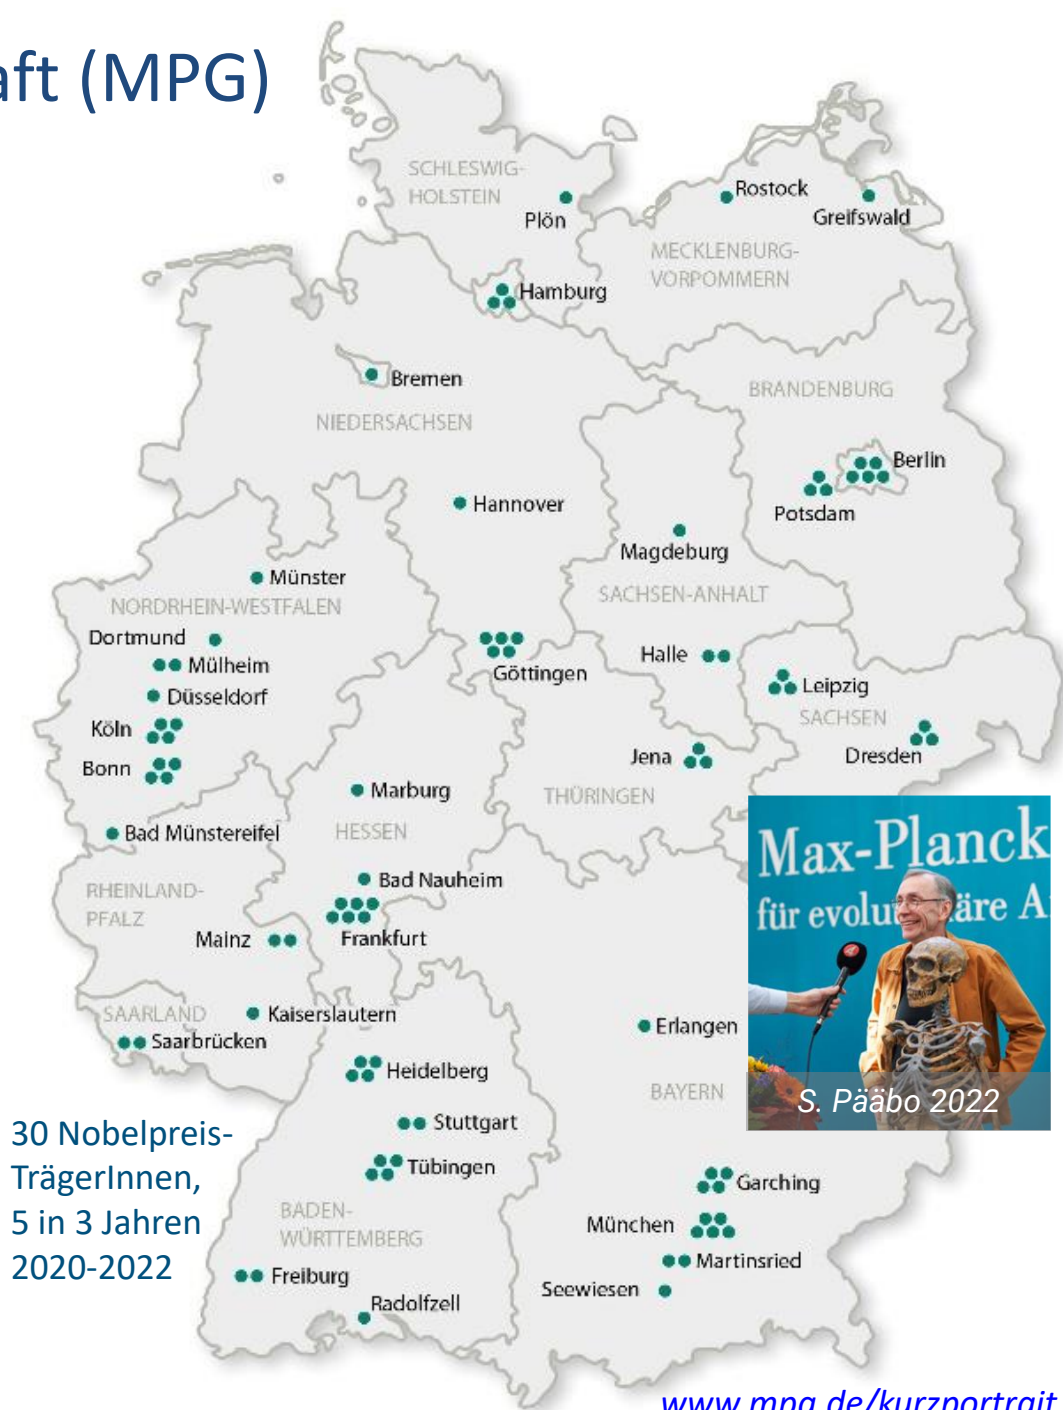 aft (MPG)
SCHLESWIG-
HOLSTEIN
Plön
Rostock
Greifswald
MECKLENBURG-
VORPOMMERN
Hamburg
Bremen
NIEDERSACHSEN
BRANDENBURG
Berlin
Potsdam
Hannover
Magdeburg
SACHSEN-ANHALT
Münster
NORDRHEIN-WESTFALEN
Dortmund
Mülheim
Düsseldorf
Köln
Bonn
Göttingen
Halle
Leipzig
SACHSEN
Dresden
Jena
THÜRINGEN
Marburg
HESSEN
Bad Münstereifel
RHEINLAND-
PFALZ
Bad Nauheim
Frankfurt
Mainz
Max-Planck
für evolu
äre A
S. Pääbo 2022
SAARLAND
Kaiserslautern
Saarbrücken
Erlangen
BAYERN
Heidelberg
Stuttgart
Tübingen
30 Nobelpreis-
TrägerInnen,
5 in 3 Jahren
2020-2022
BADEN-
WÜRTTEMBERG
Garching
München
Martinsried
Seewiesen
Freiburg
Radolfzell
www.mpg.de/kurzportrait